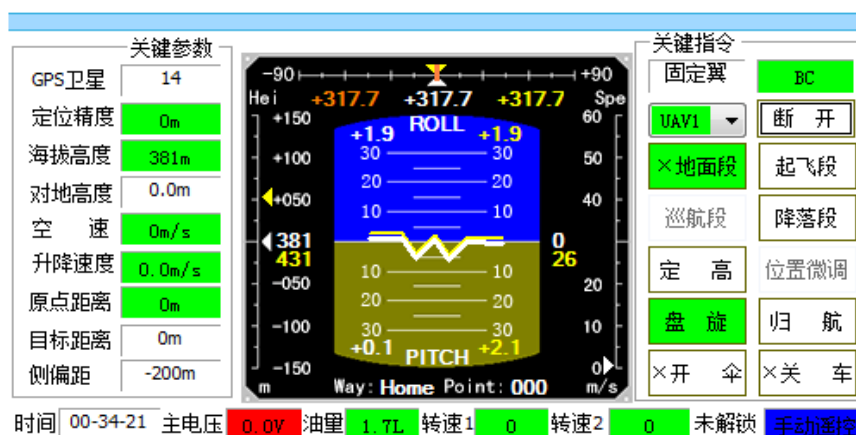 关键参数
GPS卫星 14
定位精度 0m
海拔高度 381m
对地高度 0.0m
空 速 0m/s
升降速度 0.0m/s
原点距离 0m
目标距离 0m
侧偏距 -200m
-90 +90
Hei +317.7 +317.7 +317.7 Spe
+150 +1.9 ROLL +1.9 60
30 30
+100 50
20 20
+050 40
10 10
381 0
431 26
10 10
-050 20
20 20
-100 30 30 10
+0.1 PITCH +2.1
-150 0
m Way: Home Point: 000 m/s
关键指令
固定翼 BC
UAV1 断 开
×地面段 起飞段
巡航段 降落段
定 高 位置微调
盘 旋 归 航
×开 伞 ×关 车
时间 00-34-21 主电压 0.0V 油量 1.7L 转速1 0 转速2 0 未解锁 手动遥控